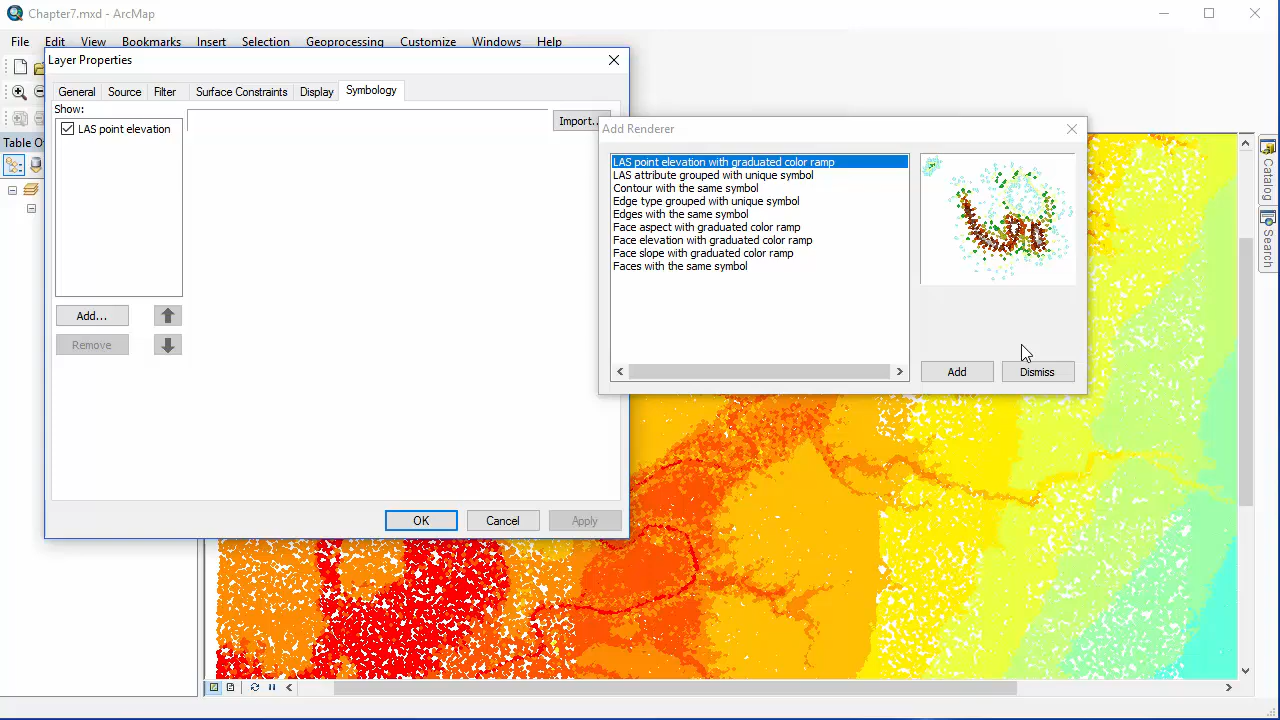 Chapter7.mxd - ArcMap
File Edit View Bookmarks Insert Selection Geoprocessing Customize Windows Help
Layer Properties
General Source Filter Surface Constraints Display Symbology
Show:
LAS point elevation
Import..
Add...
Remove
OK Cancel Apply
Add Renderer
LAS point elevation with graduated color ramp
LAS attribute grouped with unique symbol
Contour with the same symbol
Edge type grouped with unique symbol
Edges with the same symbol
Face aspect with graduated color ramp
Face elevation with graduated color ramp
Face slope with graduated color ramp
Faces with the same symbol
Add Dismiss
Table O
Catalog
Search